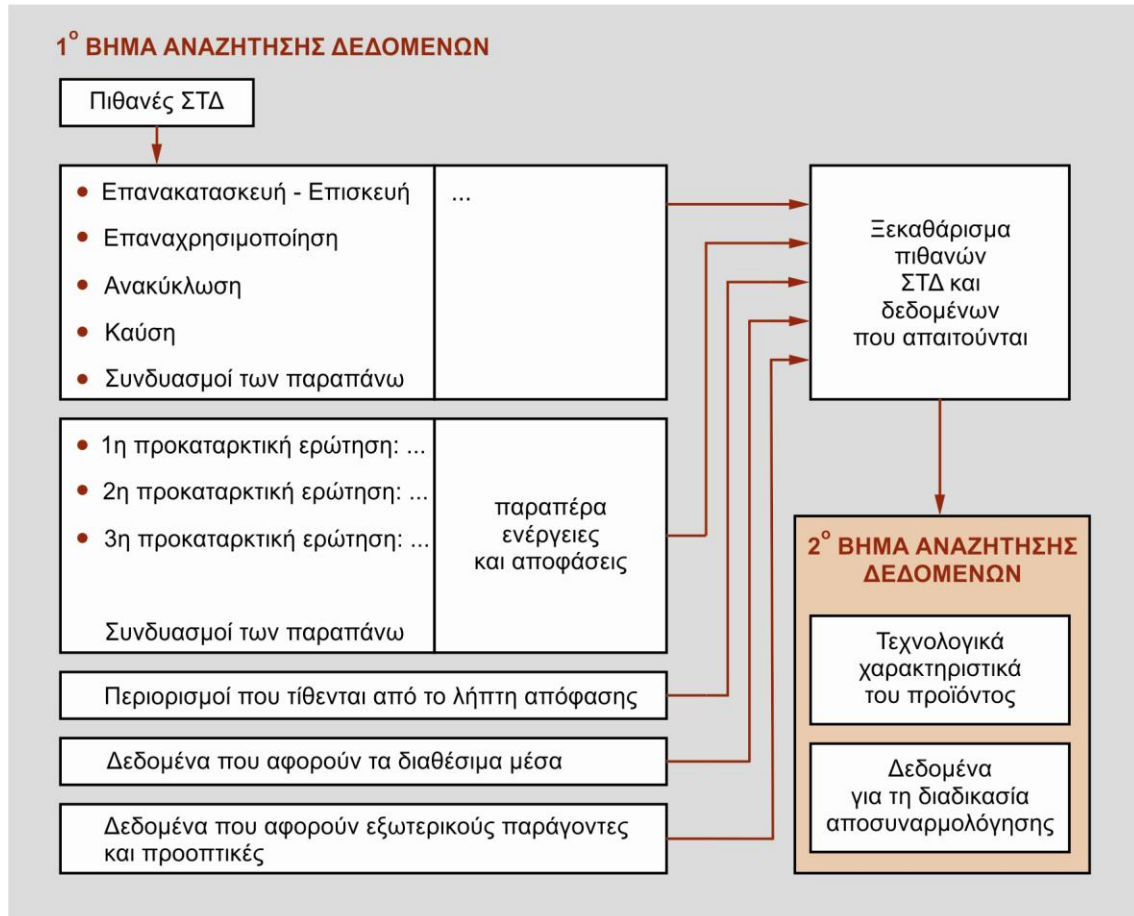 1° ΒΗΜΑ ΑΝΑΖΗΤΗΣΗΣ ΔΕΔΟΜΕΝΩΝ
Πιθανές ΣΤΔ
• Επανακατασκευή - Επισκευή
• Επαναχρησιμοποίηση
• Ανακύκλωση
• Καύση
• Συνδυασμοί των παραπάνω
...
• 1η προκαταρκτική ερώτηση: ...
• 2η προκαταρκτική ερώτηση: ...
• 3η προκαταρκτική ερώτηση: ...
Συνδυασμοί των παραπάνω
παραπέρα
ενέργειες
και αποφάσεις
Περιορισμοί που τίθενται από το λήπτη απόφασης
Δεδομένα που αφορούν τα διαθέσιμα μέσα
Δεδομένα που αφορούν εξωτερικούς παράγοντες
και προοπτικές
Ξεκαθάρισμα
πιθανών
ΣΤΔ και
δεδομένων
που απαιτούνται
2° ΒΗΜΑ ΑΝΑΖΗΤΗΣΗΣ
ΔΕΔΟΜΕΝΩΝ
Τεχνολογικά
χαρακτηριστικά
του προϊόντος
Δεδομένα
για τη διαδικασία
αποσυναρμολόγησης